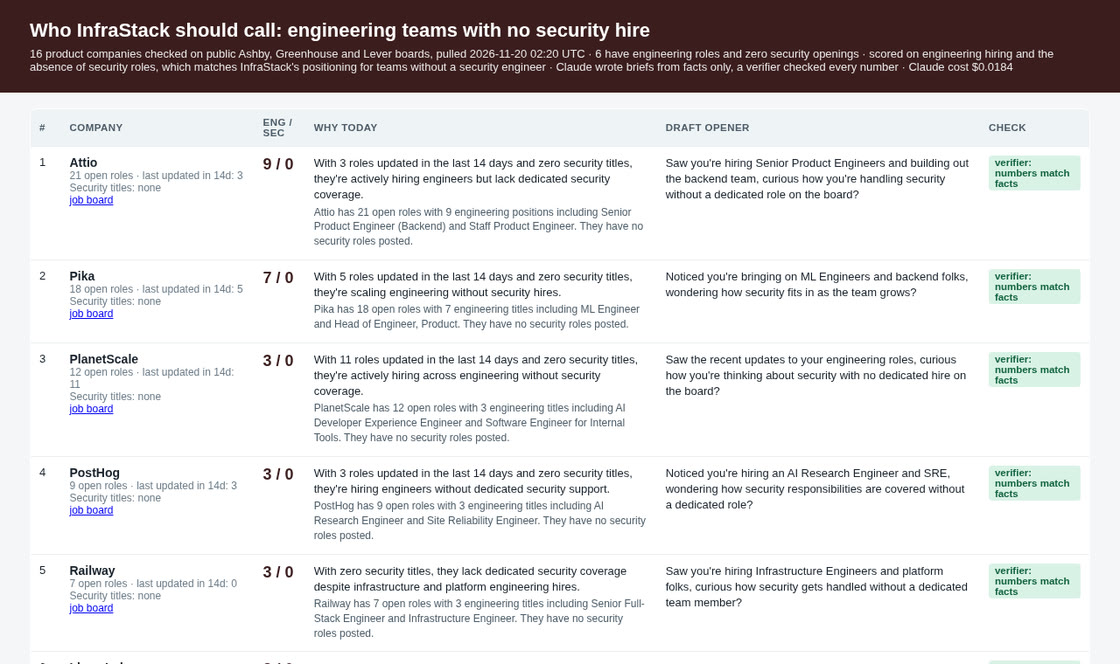 Who InfraStack should call: engineering teams with no security hire
16 product companies checked on public Ashby, Greenhouse and Lever boards, pulled 2026-11-20 02:20 UTC · 6 have engineering roles and zero security openings · scored on engineering hiring and the
absence of security roles, which matches InfraStack's positioning for teams without a security engineer · Claude wrote briefs from facts only, a verifier checked every number · Claude cost $0.0184
# COMPANY ENG / SEC WHY TODAY DRAFT OPENER CHECK
1
Attio
21 open roles · last updated in 14d: 3
Security titles: none
job board
9 / 0
With 3 roles updated in the last 14 days and zero security titles,
they're actively hiring engineers but lack dedicated security
coverage.
Attio has 21 open roles with 9 engineering positions including Senior
Product Engineer (Backend) and Staff Product Engineer. They have no
security roles posted.
Saw you're hiring Senior Product Engineers and building out
the backend team, curious how you're handling security
without a dedicated role on the board?
verifier:
numbers match
facts
2
Pika
18 open roles · last updated in 14d: 5
Security titles: none
job board
7 / 0
With 5 roles updated in the last 14 days and zero security titles,
they're scaling engineering without security hires.
Pika has 18 open roles with 7 engineering titles including ML Engineer
and Head of Engineer, Product. They have no security roles posted.
Noticed you're bringing on ML Engineers and backend folks,
wondering how security fits in as the team grows?
verifier:
numbers match
facts
3
PlanetScale
12 open roles · last updated in 14d:
11
Security titles: none
job board
3 / 0
With 11 roles updated in the last 14 days and zero security titles,
they're actively hiring across engineering without security
coverage.
PlanetScale has 12 open roles with 3 engineering titles including AI
Developer Experience Engineer and Software Engineer for Internal
Tools. They have no security roles posted.
Saw the recent updates to your engineering roles, curious
how you're thinking about security with no dedicated hire on
the board?
verifier:
numbers match
facts
4
PostHog
9 open roles · last updated in 14d: 3
Security titles: none
job board
3 / 0
With 3 roles updated in the last 14 days and zero security titles,
they're hiring engineers without dedicated security support.
PostHog has 9 open roles with 3 engineering titles including AI
Research Engineer and Site Reliability Engineer. They have no security
roles posted.
Noticed you're hiring an AI Research Engineer and SRE,
wondering how security responsibilities are covered without
a dedicated role?
verifier:
numbers match
facts
5
Railway
7 open roles · last updated in 14d: 0
Security titles: none
job board
3 / 0
With zero security titles, they lack dedicated security coverage
despite infrastructure and platform engineering hires.
Railway has 7 open roles with 3 engineering titles including Senior Full-
Stack Engineer and Infrastructure Engineer. They have no security
roles posted.
Saw you're hiring Infrastructure Engineers and platform
folks, curious how security gets handled without a dedicated
team member?
verifier:
numbers match
facts